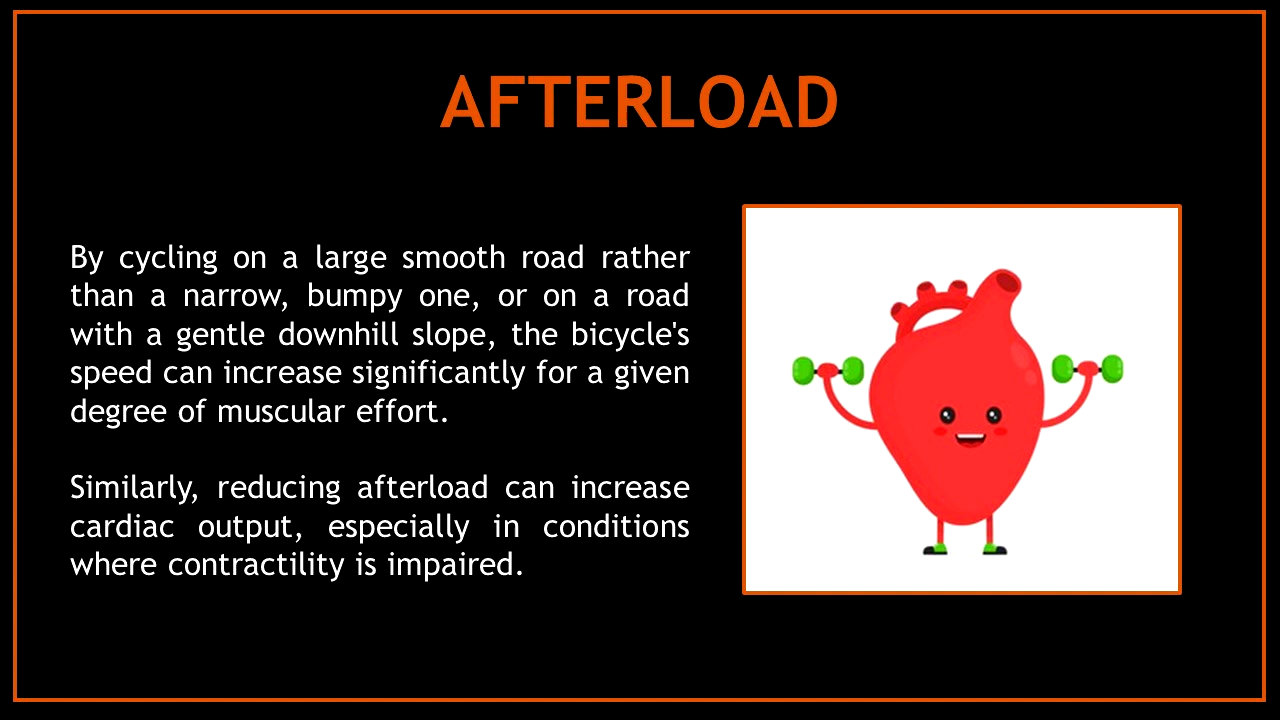 AFTERLOAD
By cycling on a large smooth road rather
than a narrow, bumpy one, or on a road
with a gentle downhill slope, the bicycle's
speed can increase significantly for a given
degree of muscular effort.
Similarly, reducing afterload can increase
cardiac output, especially in conditions
where contractility is impaired.